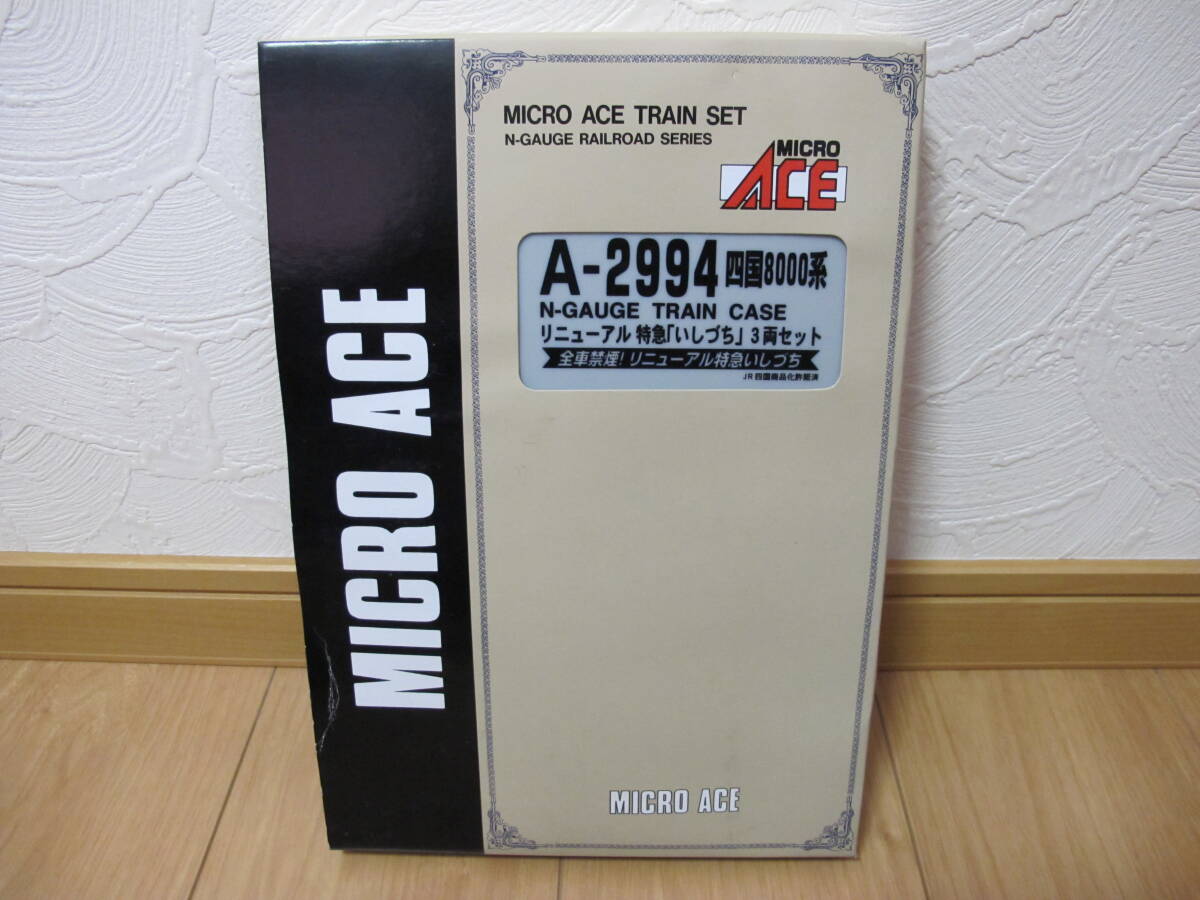 MICRO ACE
MICRO ACE TRAIN SET
N-GAUGE RAILROAD SERIES
MICRO
ACE
A-2994 四国8000系
N-GAUGE TRAIN CASE
リニューアル 特急「いしづち」 3両セット
全車禁煙! リニューアル特急いしづち
JR四国商品化許諾済
MICRO ACE